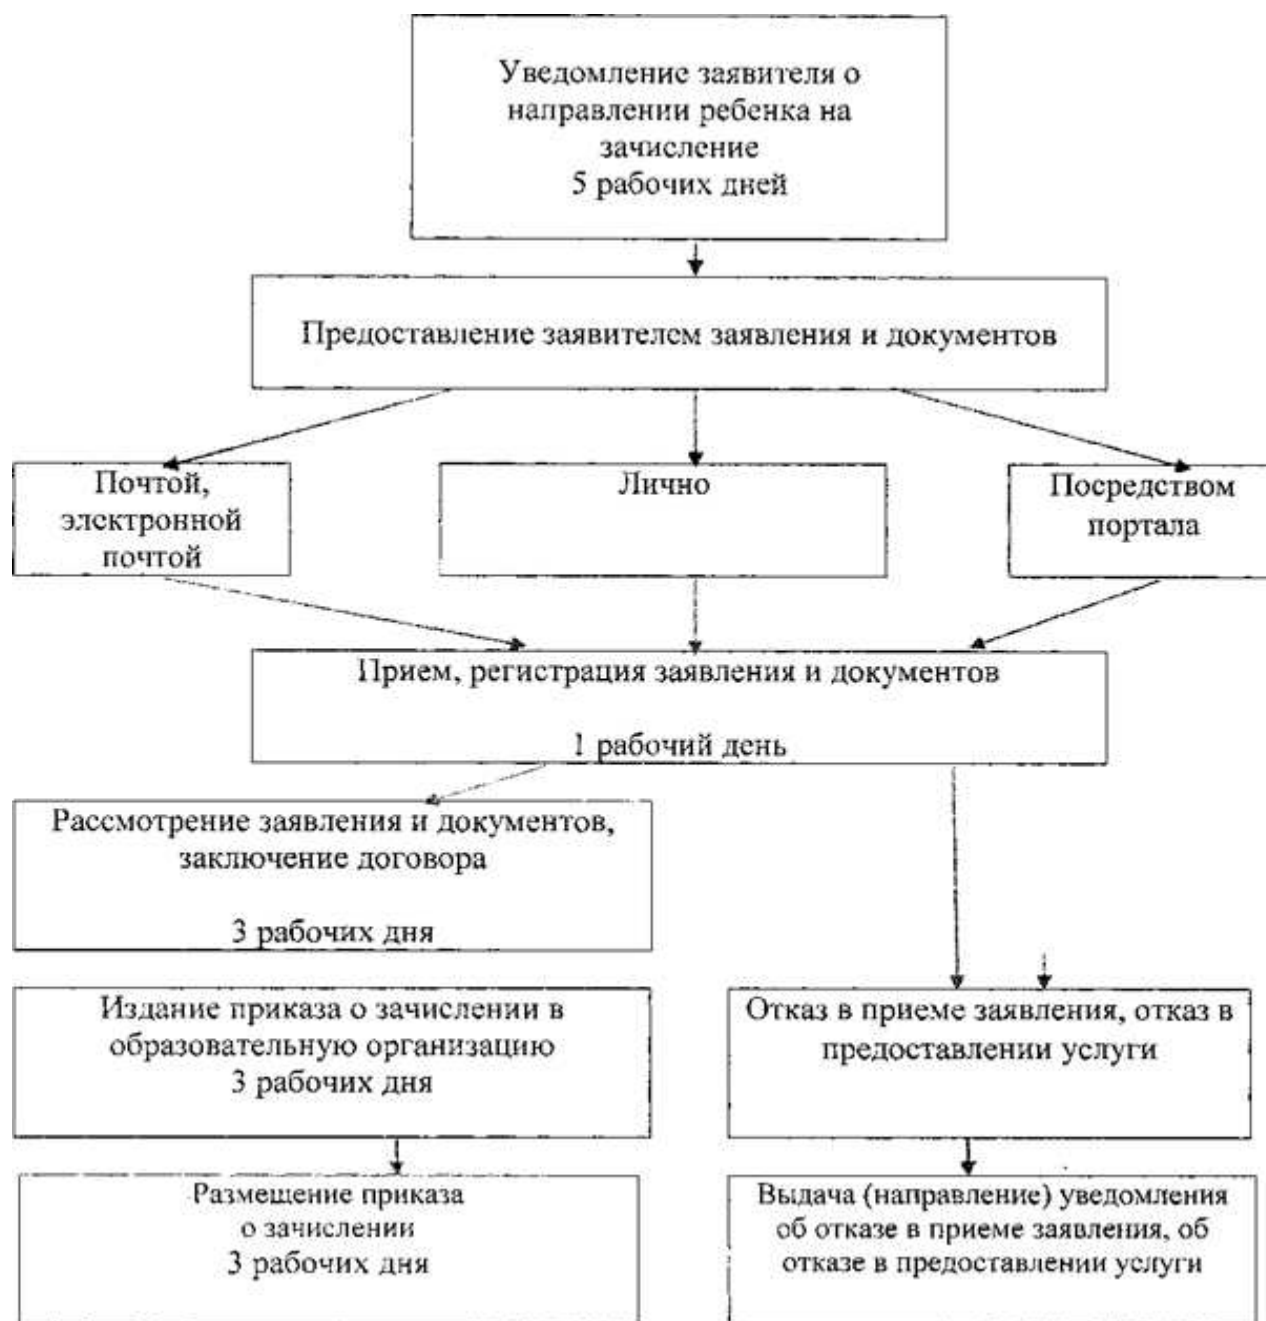 Уведомление заявителя о
направлении ребенка на
зачисление
5 рабочих дней
Предоставление заявителем заявления и документов
Почтой,
электронной
почтой
Лично
Посредством
портала
Прием, регистрация заявления и документов
1 рабочий день
Рассмотрение заявления и документов,
заключение договора
3 рабочих дня
Издание приказа о зачислении в
образовательную организацию
3 рабочих дня
Отказ в приеме заявления, отказ в
предоставлении услуги
Размещение приказа
о зачислении
3 рабочих дня
Выдача (направление) уведомления
об отказе в приеме заявления, об
отказе в предоставлении услуги